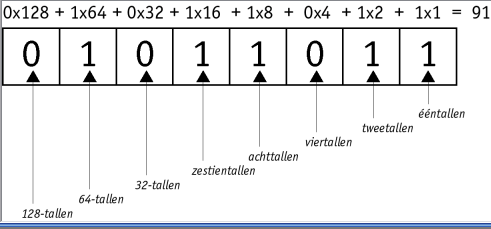 0x128 + 1x64 + 0x32 + 1x16 + 1x8 + 0x4 + 1x2 + 1x1 = 91
0 1 0 1 1 0 1 1
ééntallen
tweetallen
viertallen
achttallen
zestientallen
32-tallen
64-tallen
128-tallen